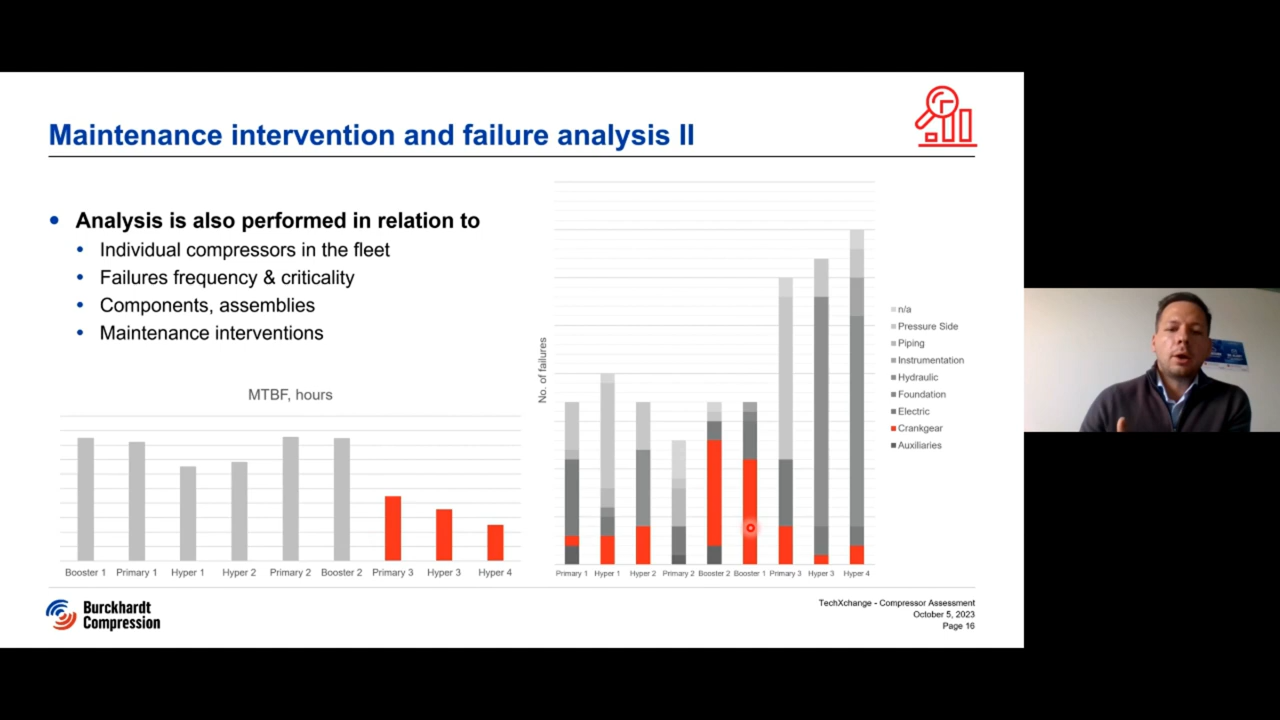 Maintenance intervention and failure analysis II
Analysis is also performed in relation to
Individual compressors in the fleet
Failures frequency & criticality
Components, assemblies
Maintenance interventions
MTBF, hours
Booster 1 Primary 1 Hyper 1 Hyper 2 Primary 2 Booster 2 Primary 3 Hyper 3 Hyper 4
No. of failures
Primary 1 Hyper 1 Hyper 2 Primary 2 Booster 2 Booster 1 Primary 3 Hyper 3 Hyper 4
n/a
Pressure Side
Piping
Instrumentation
Hydraulic
Foundation
Electric
Crankgear
Auxiliaries
Burckhardt
Compression
TechXchange - Compressor Assessment
October 5, 2023
Page 16